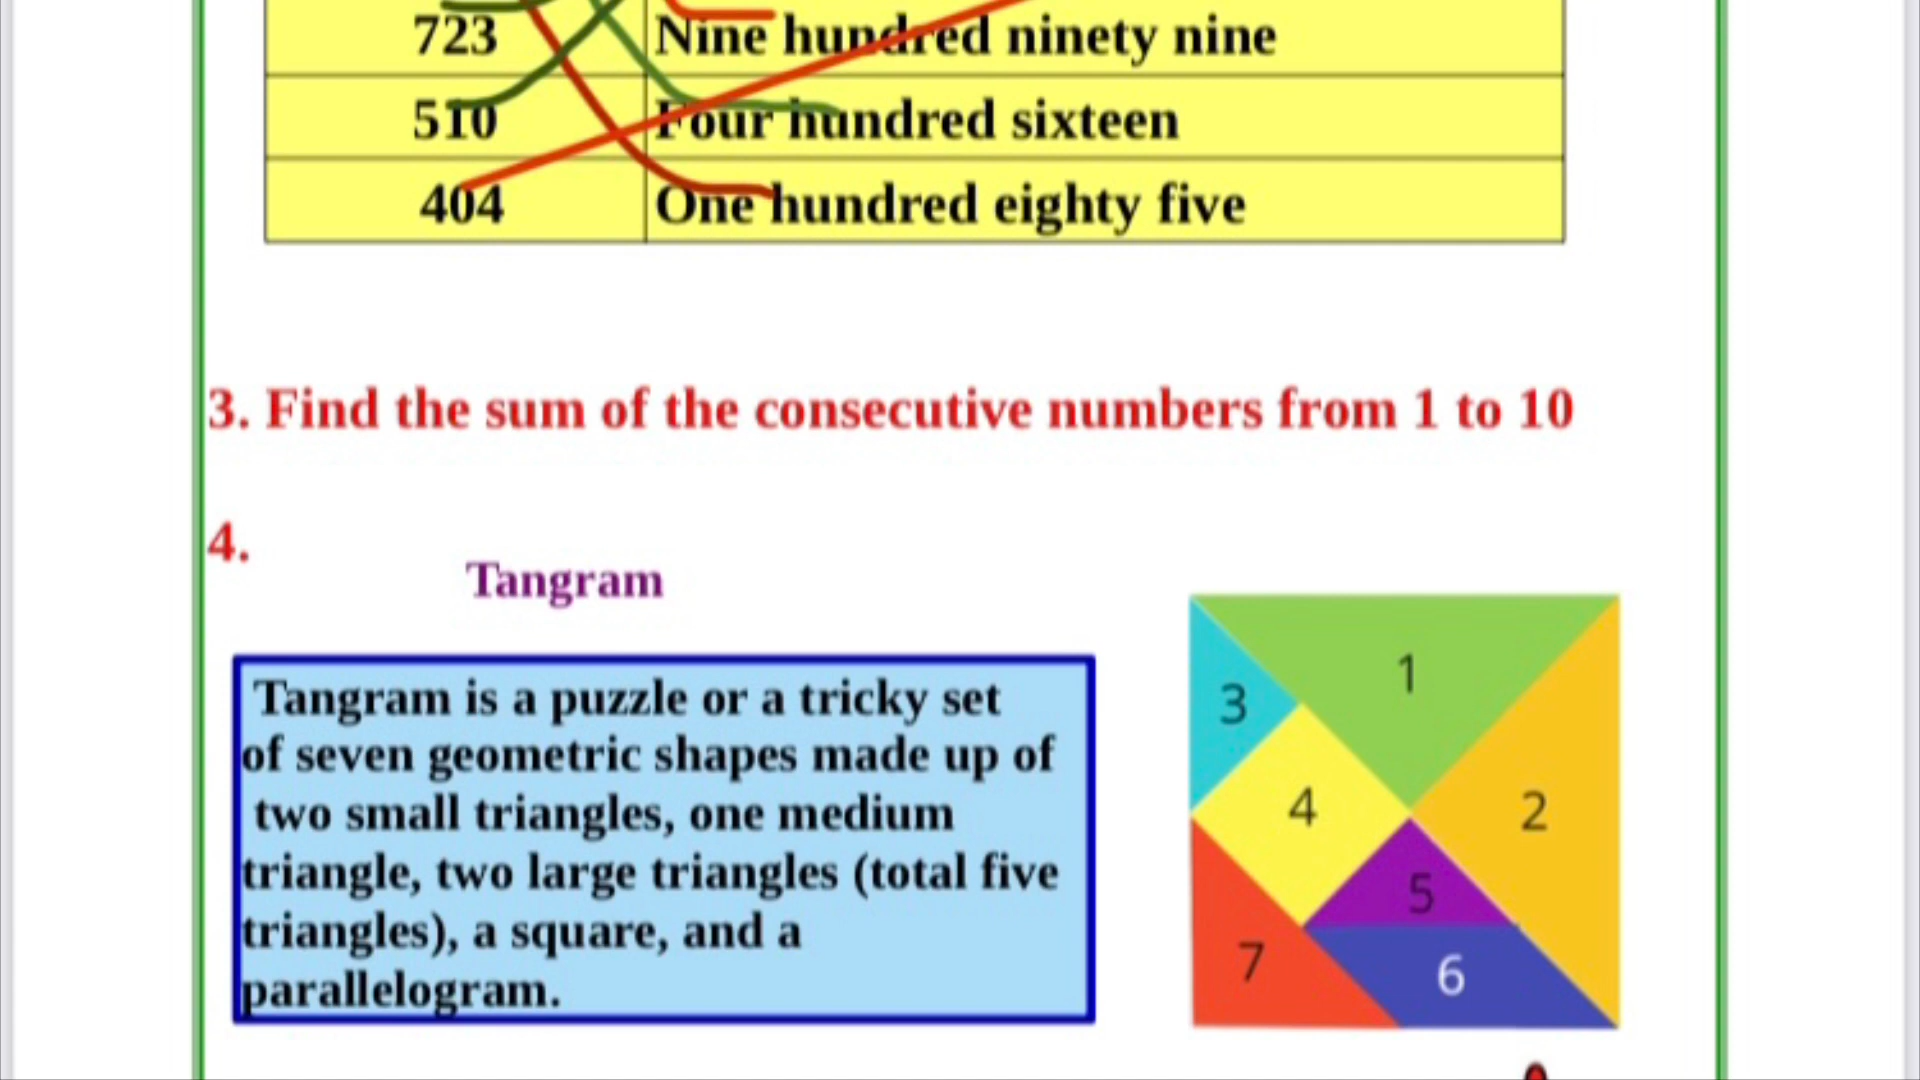 723 Nine hundred ninety nine
510 Four hundred sixteen
404 One hundred eighty five
3. Find the sum of the consecutive numbers from 1 to 10
4.
Tangram
Tangram is a puzzle or a tricky set
of seven geometric shapes made up of
two small triangles, one medium
triangle, two large triangles (total five
triangles), a square, and a
parallelogram.
1
3
4
2
5
7
6